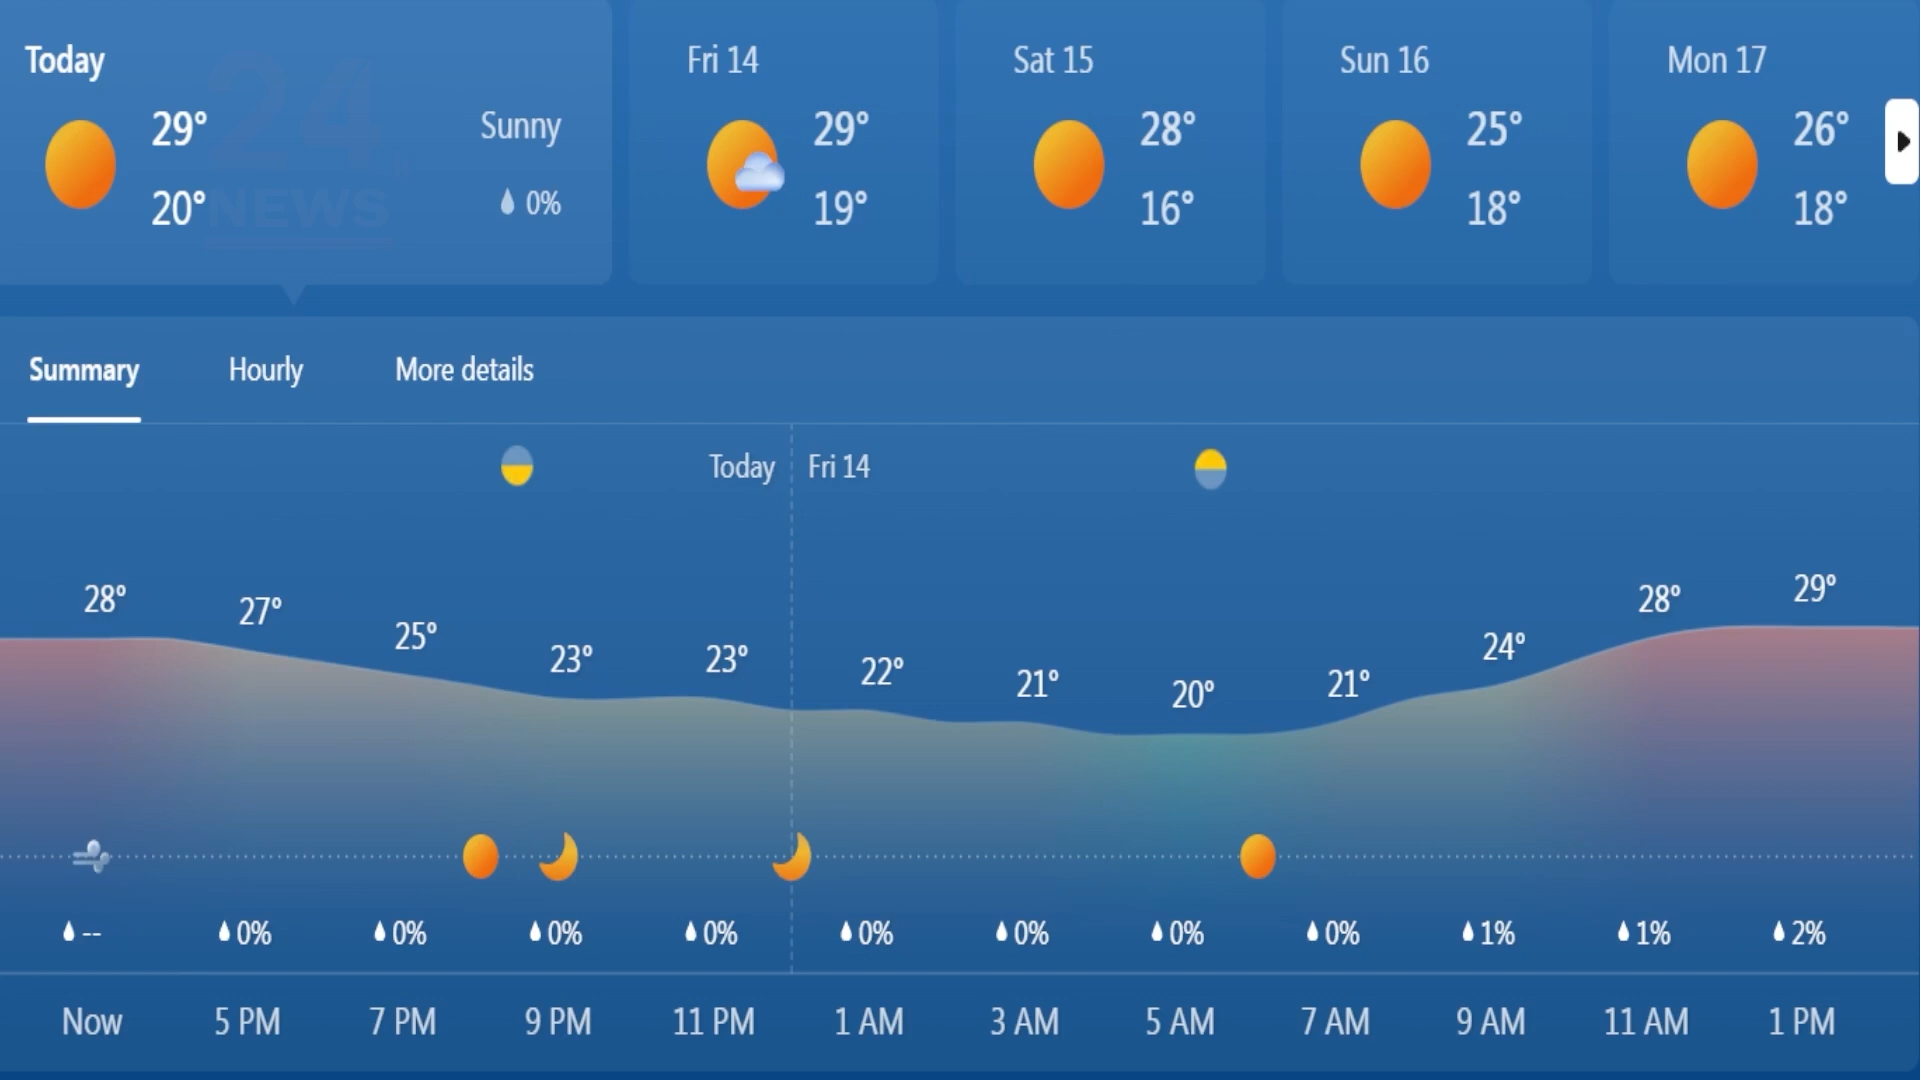 Today
29°
20°
Sunny
0%
24
NEWS
Fri 14
29°
19°
Sat 15
28°
16°
Sun 16
25°
18°
Mon 17
26°
18°
Summary Hourly More details
Today Fri 14
28° 27° 25° 23° 23° 22° 21° 20° 21° 24° 28° 29°
-- 0% 0% 0% 0% 0% 0% 0% 0% 1% 1% 2%
Now 5 PM 7 PM 9 PM 11 PM 1 AM 3 AM 5 AM 7 AM 9 AM 11 AM 1 PM